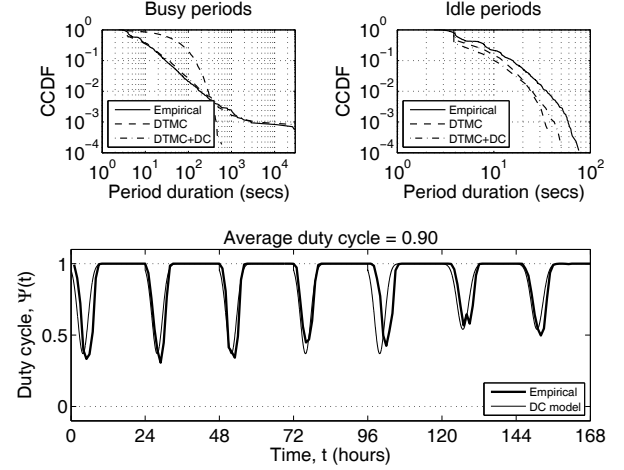 Busy periods
CCDF
10^0
10^−1
10^−2
10^−3
10^−4
Empirical
DTMC
DTMC+DC
10^0 10^1 10^2 10^3 10^4
Period duration (secs)
Idle periods
CCDF
10^0
10^−1
10^−2
10^−3
10^−4
Empirical
DTMC
DTMC+DC
10^0 10^1 10^2
Period duration (secs)
Average duty cycle = 0.90
Duty cycle, Ψ(t)
1
0.5
0
Empirical
DC model
0 24 48 72 96 120 144 168
Time, t (hours)